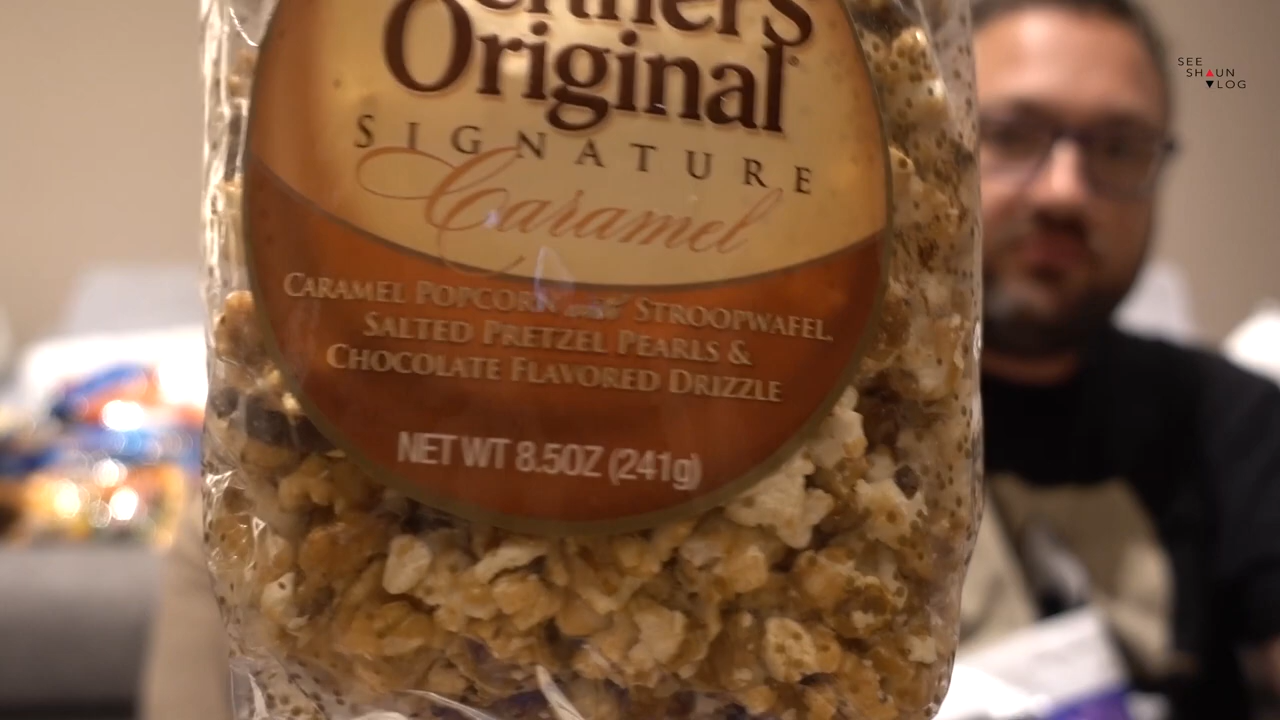 Original
SIGNATURE
Caramel
CARAMEL POPCORN with STROOPWAFEL,
SALTED PRETZEL PEARLS &
CHOCOLATE FLAVORED DRIZZLE
NET WT 8.5OZ (241g)
SEE
SHAUN
VLOG